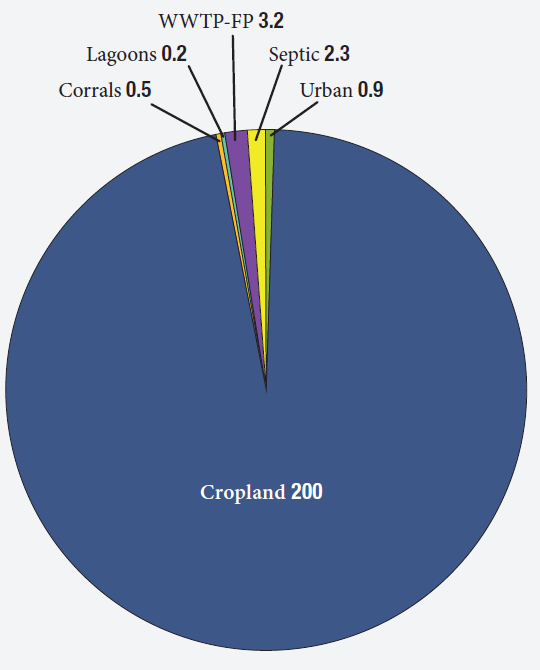 WWTP-FP 3.2
Lagoons 0.2
Septic 2.3
Corrals 0.5
Urban 0.9
Cropland 200